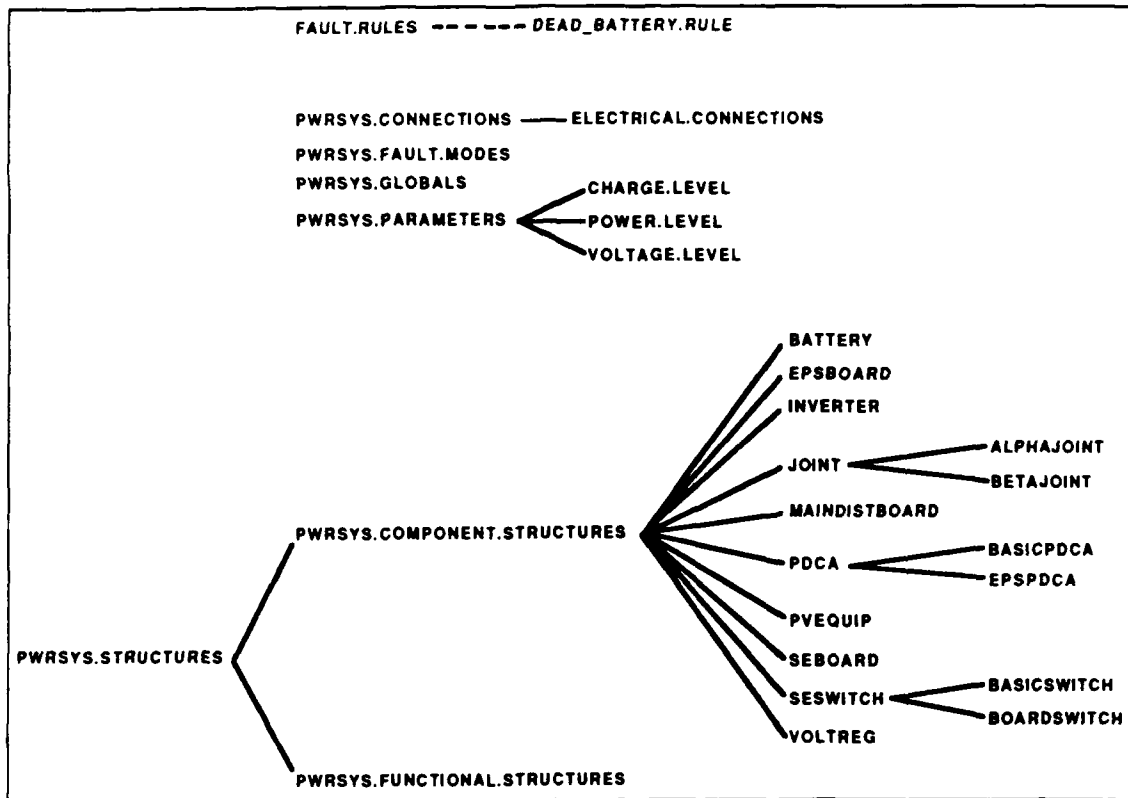 FAULT.RULES DEAD_BATTERY.RULE
PWRSYS.CONNECTIONS ELECTRICAL.CONNECTIONS
PWRSYS.FAULT.MODES
PWRSYS.GLOBALS
CHARGE.LEVEL
PWRSYS.PARAMETERS
POWER.LEVEL
VOLTAGE.LEVEL
BATTERY
EPSBOARD
INVERTER
ALPHAJOINT
JOINT
BETAJOINT
MAINDISTBOARD
PWRSYS.COMPONENT.STRUCTURES
BASICPDCA
PDCA
EPSPDCA
PVEQUIP
PWRSYS.STRUCTURES
SEBOARD
BASICSWITCH
SESWITCH
BOARDSWITCH
VOLTREG
PWRSYS.FUNCTIONAL.STRUCTURES